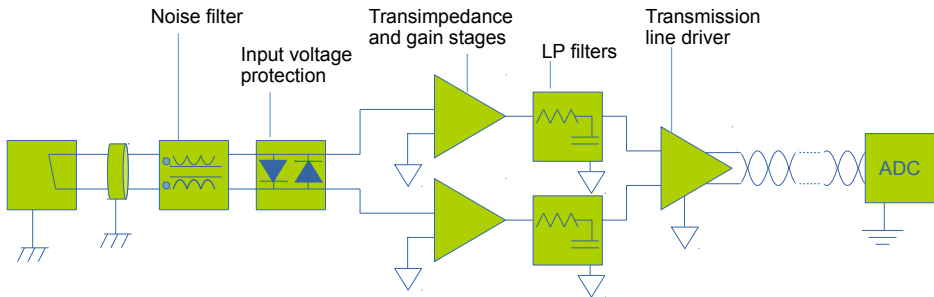 Noise filter
Input voltage
protection
Transimpedance
and gain stages
LP filters
Transmission
line driver
ADC